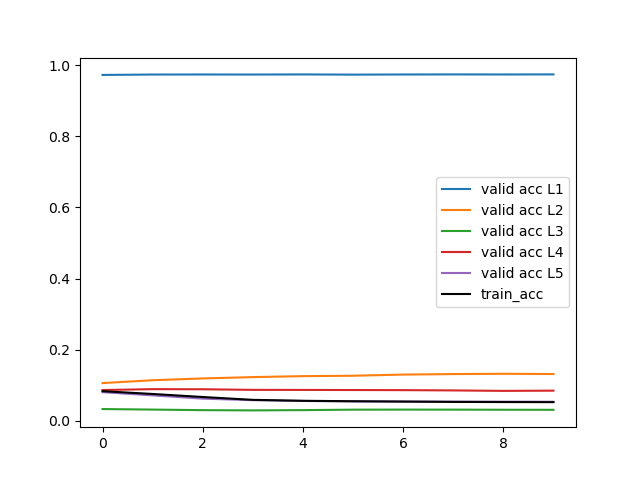 1.0
0.8
0.6
0.4
0.2
0.0
0 2 4 6 8
valid acc L1
valid acc L2
valid acc L3
valid acc L4
valid acc L5
train_acc